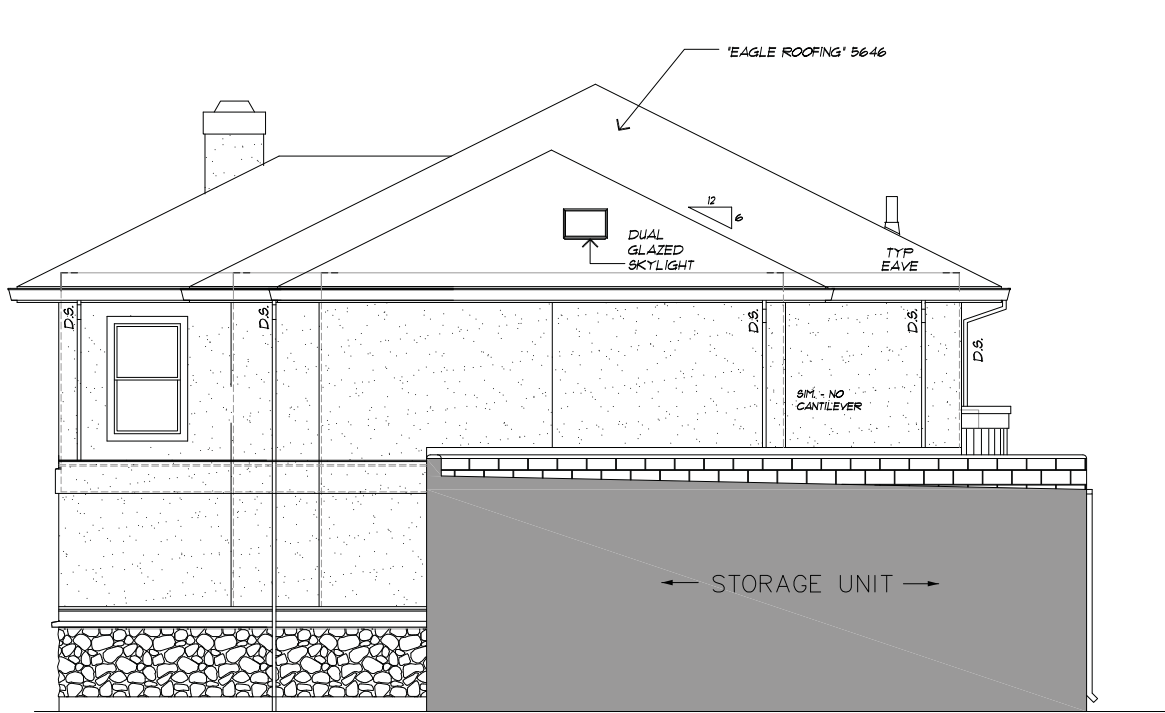 "EAGLE ROOFING" 5646
12
6
DUAL
GLAZED
SKYLIGHT
TYP
EAVE
D.S.
D.S.
D.S.
D.S.
D.S.
SIM. - NO
CANTILEVER
STORAGE UNIT